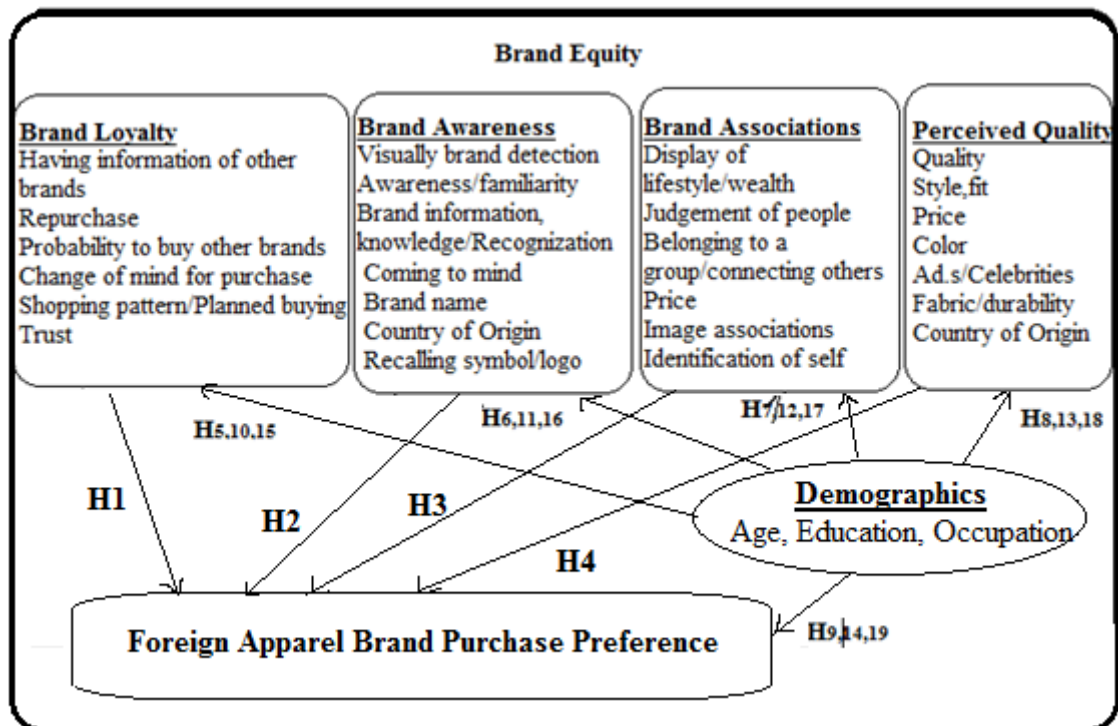 Brand Equity
Brand Loyalty
Having information of other
brands
Repurchase
Probability to buy other brands
Change of mind for purchase
Shopping pattern/Planned buying
Trust
Brand Awareness
Visually brand detection
Awareness/familiarity
Brand information,
knowledge/Recognization
Coming to mind
Brand name
Country of Origin
Recalling symbol/logo
Brand Associations
Display of
lifestyle/wealth
Judgement of people
Belonging to a
group/connecting others
Price
Image associations
Identification of self
Perceived Quality
Quality
Style,fit
Price
Color
Ad.s/Celebrities
Fabric/durability
Country of Origin
H5,10,15
H6,11,16
H7,12,17
H8,13,18
H1
H2
H3
H4
Demographics
Age, Education, Occupation
H9,14,19
Foreign Apparel Brand Purchase Preference